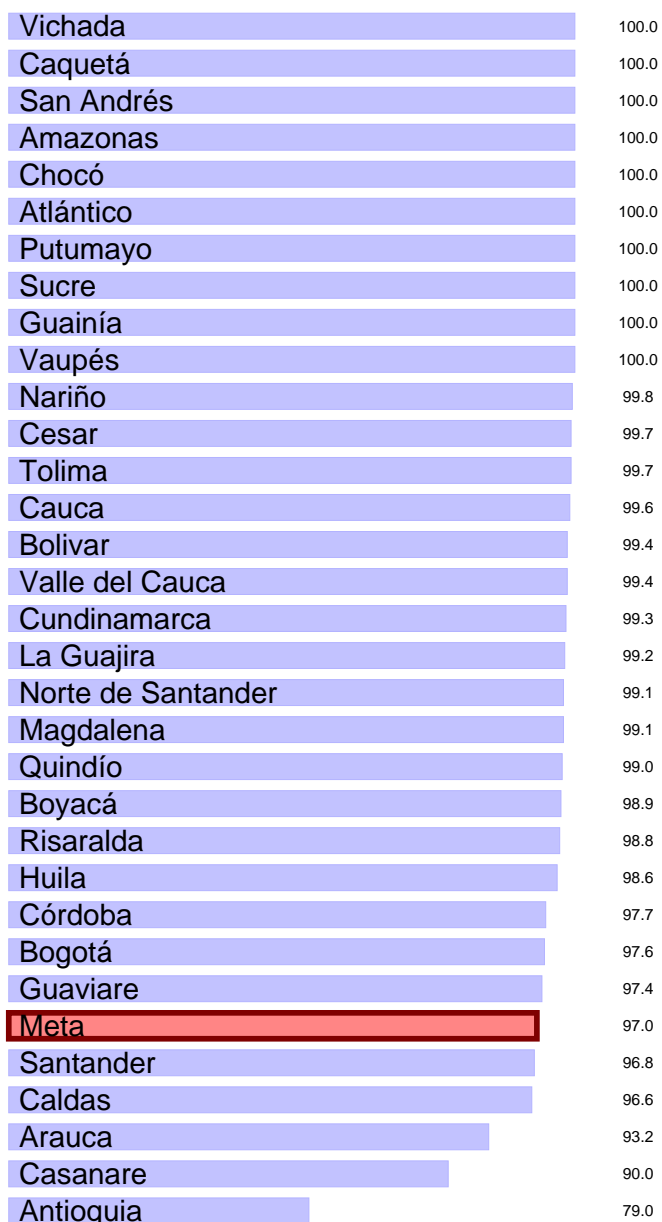 Vichada 100.0
Caquetá 100.0
San Andrés 100.0
Amazonas 100.0
Chocó 100.0
Atlántico 100.0
Putumayo 100.0
Sucre 100.0
Guainía 100.0
Vaupés 100.0
Nariño 99.8
Cesar 99.7
Tolima 99.7
Cauca 99.6
Bolivar 99.4
Valle del Cauca 99.4
Cundinamarca 99.3
La Guajira 99.2
Norte de Santander 99.1
Magdalena 99.1
Quindío 99.0
Boyacá 98.9
Risaralda 98.8
Huila 98.6
Córdoba 97.7
Bogotá 97.6
Guaviare 97.4
Meta 97.0
Santander 96.8
Caldas 96.6
Arauca 93.2
Casanare 90.0
Antioquia 79.0